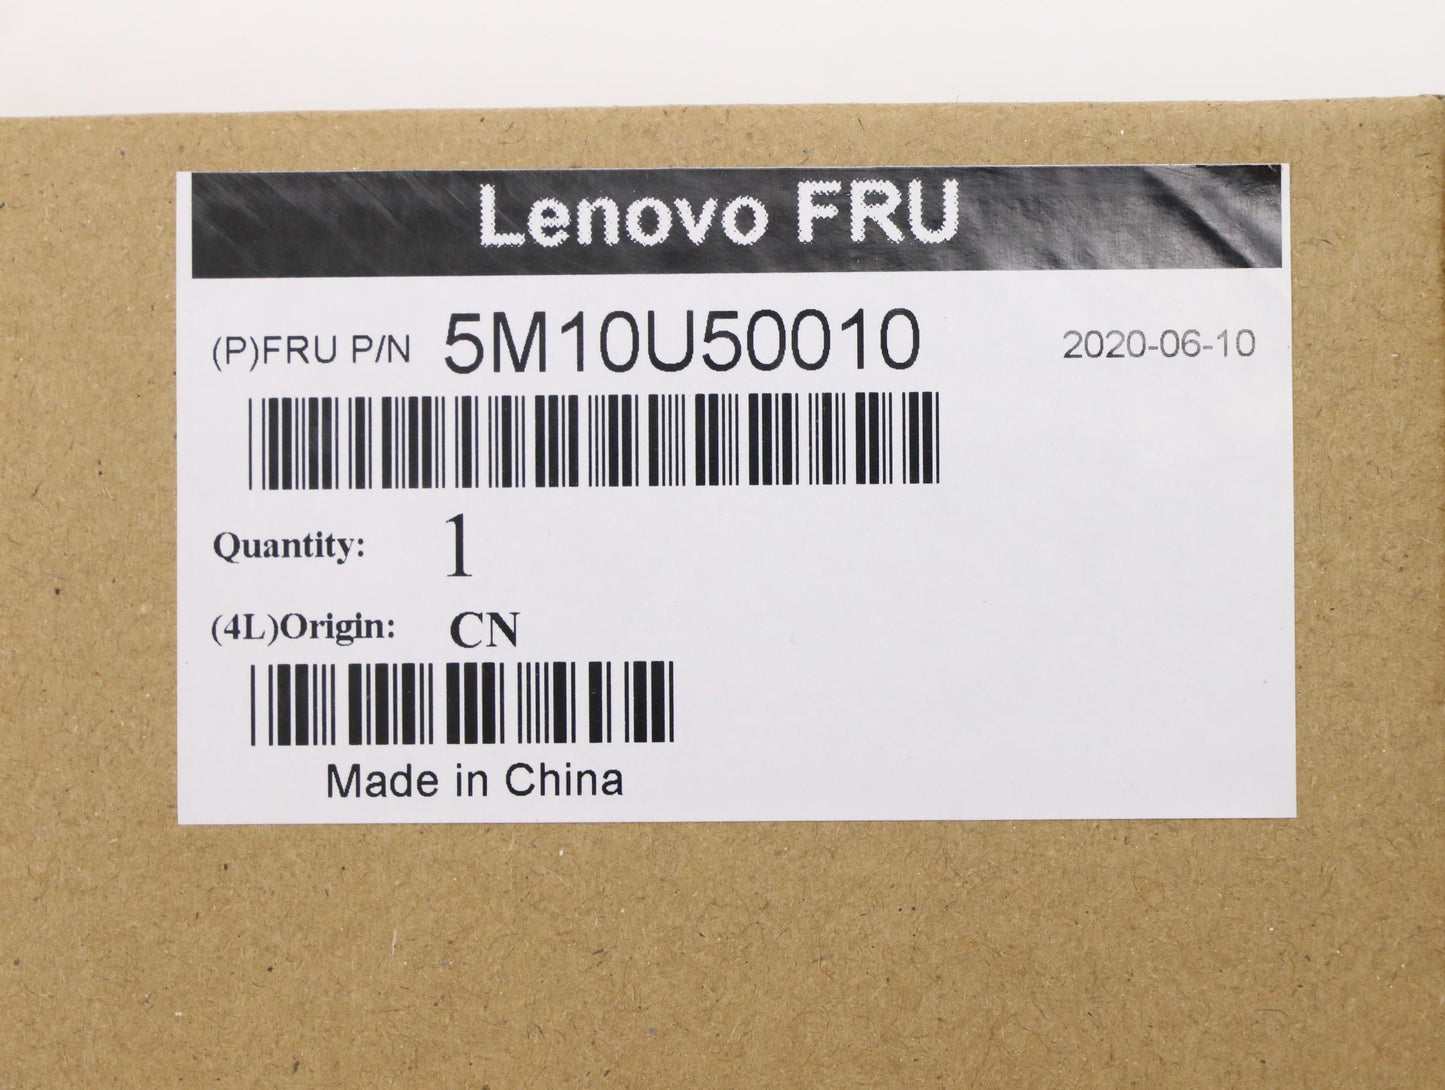 Lenovo FRU
(P)FRU P/N 5M10U50010 2020-06-10
Quantity: 1
(4L)Origin: CN
Made in China